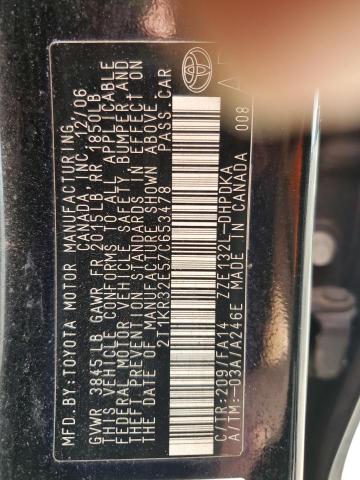 MFD.BY:TOYOTA MOTOR MANUFACTURING,
CANADA, INC. 12/06
GVWR 3845 LB GAWR FR 2015 LB RR 1850LB
THIS VEHICLE CONFORMS TO ALL APPLICABLE
FEDERAL MOTOR VEHICLE SAFETY, BUMPER AND
THEFT PREVENTION STANDARDS IN EFFECT ON
THE DATE OF MANUFACTURE SHOWN ABOVE
2T1KR32E57C653478 PASS.CAR
C/TR:209/FA14 ZZE132L-DHPDKA
A/TM:-03A/A246E MADE IN CANADA 008